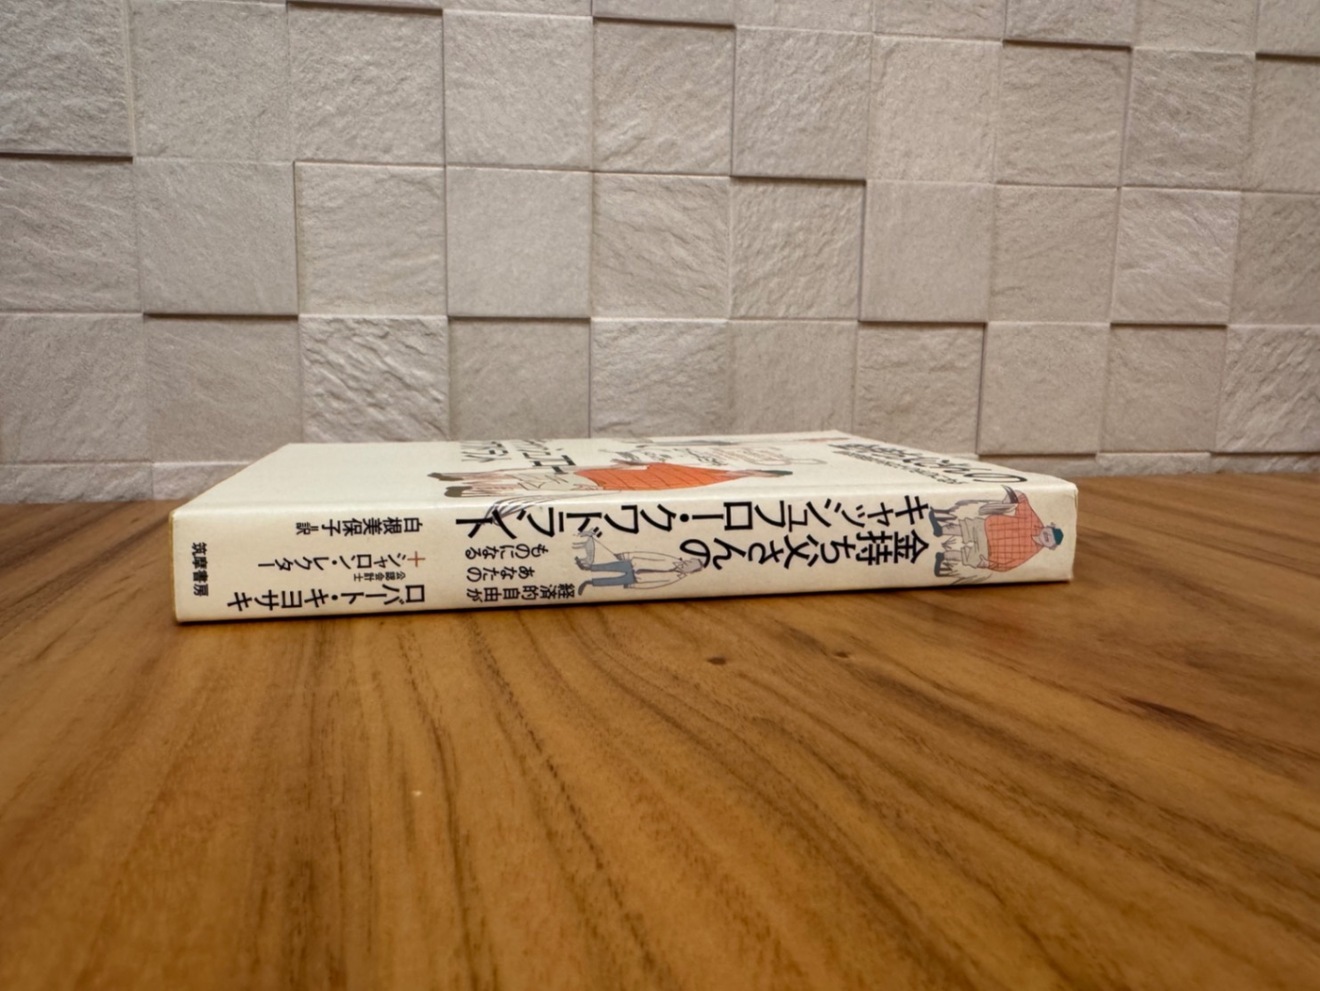 金持ち父さんの
キャッシュフロー・クワドラント
経済的自由が
あなたの
ものになる
ロバート・キヨサキ
公認会計士
+シャロン・レクター
白根美保子=訳
筑摩書房